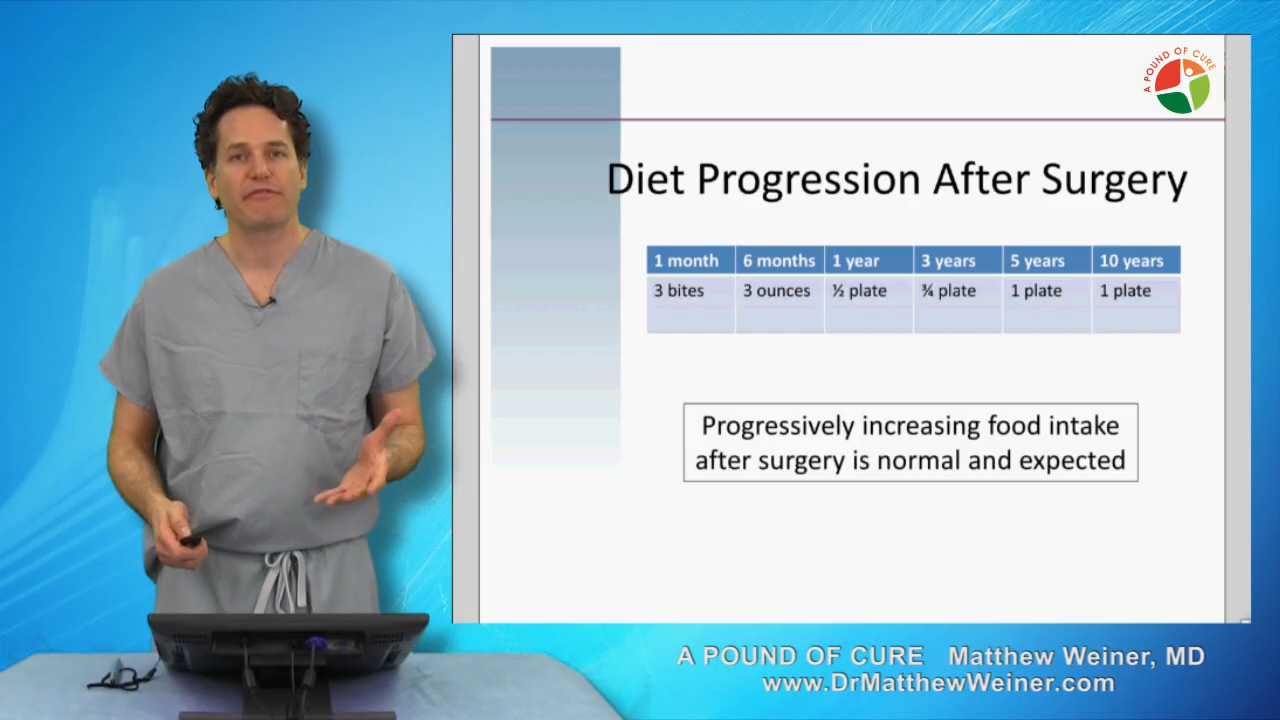 A POUND OF CURE
Diet Progression After Surgery
1 month 6 months 1 year 3 years 5 years 10 years
3 bites 3 ounces ½ plate ¾ plate 1 plate 1 plate
Progressively increasing food intake
after surgery is normal and expected
A POUND OF CURE Matthew Weiner, MD
www.DrMatthewWeiner.com